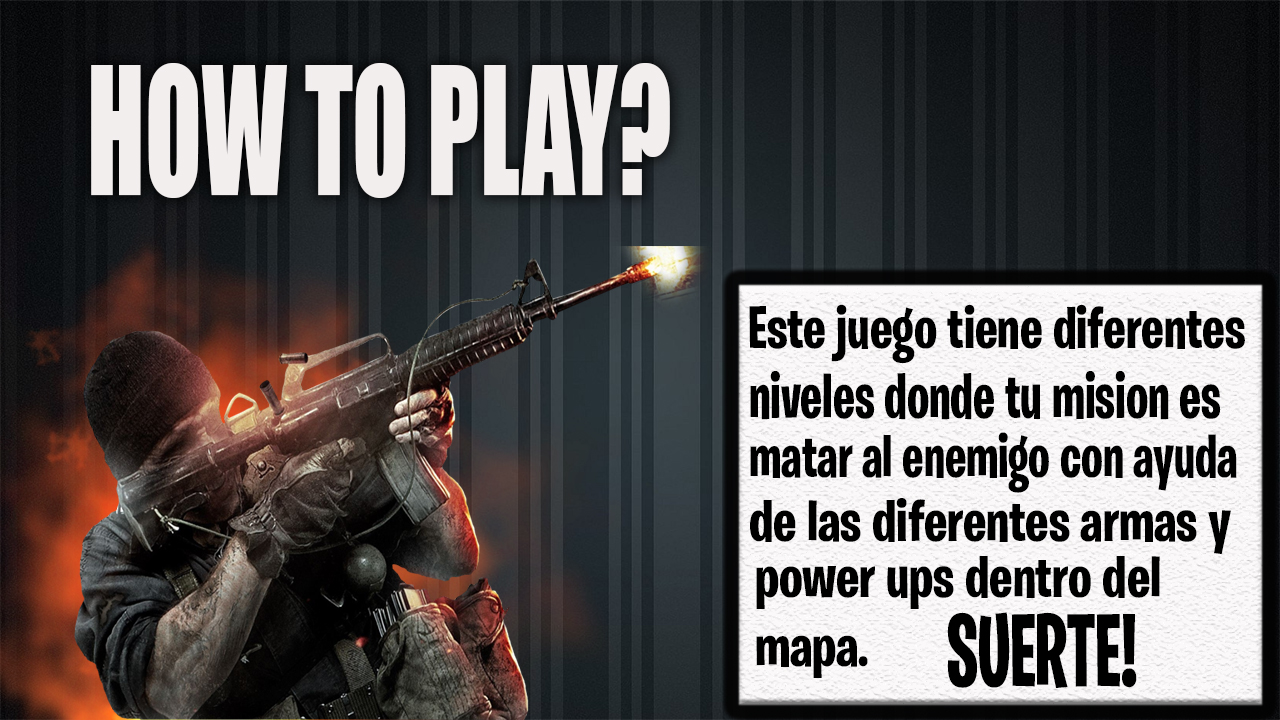 HOW TO PLAY?
Este juego tiene diferentes
niveles donde tu mision es
matar al enemigo con ayuda
de las diferentes armas y
power ups dentro del
mapa. SUERTE!